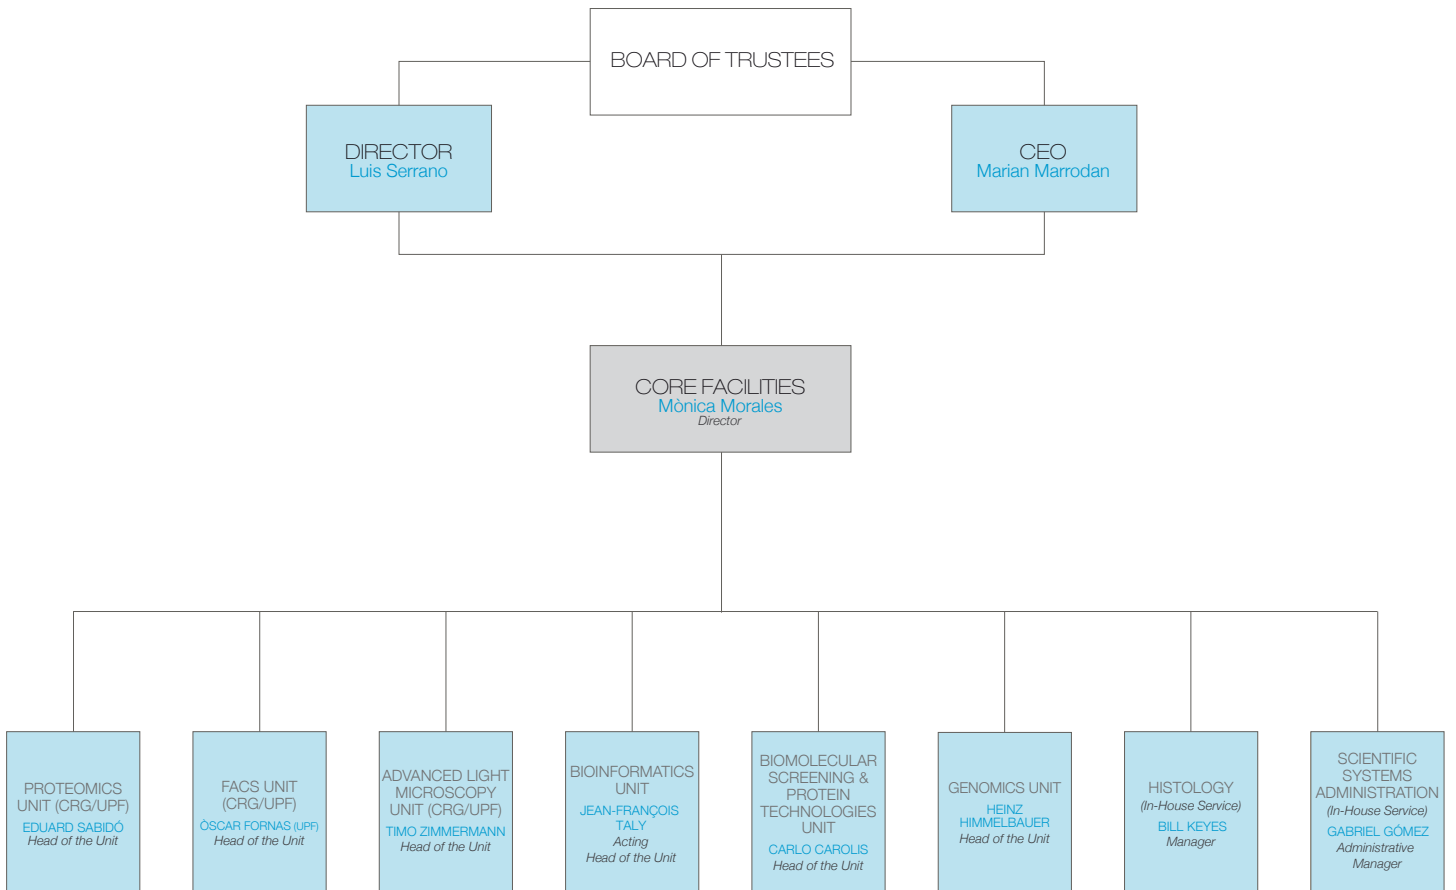 BOARD OF TRUSTEES
DIRECTOR
Luis Serrano
CEO
Marian Marrodan
CORE FACILITIES
Mònica Morales
Director
PROTEOMICS
UNIT (CRG/UPF)
EDUARD SABIDÓ
Head of the Unit
FACS UNIT
(CRG/UPF)
ÒSCAR FORNAS (UPF)
Head of the Unit
ADVANCED LIGHT
MICROSCOPY
UNIT (CRG/UPF)
TIMO ZIMMERMANN
Head of the Unit
BIOINFORMATICS
UNIT
JEAN-FRANÇOIS
TALY
Acting
Head of the Unit
BIOMOLECULAR
SCREENING &
PROTEIN
TECHNOLOGIES
UNIT
CARLO CAROLIS
Head of the Unit
GENOMICS UNIT
HEINZ
HIMMELBAUER
Head of the Unit
HISTOLOGY
(In-House Service)
BILL KEYES
Manager
SCIENTIFIC
SYSTEMS
ADMINISTRATION
(In-House Service)
GABRIEL GÓMEZ
Administrative
Manager